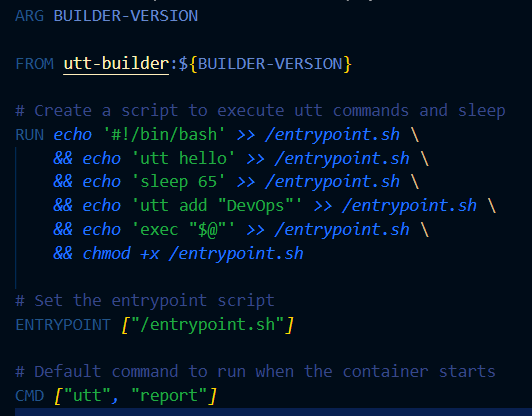 ARG BUILDER-VERSION
FROM utt-builder:${BUILDER-VERSION}
# Create a script to execute utt commands and sleep
RUN echo '#!/bin/bash' >> /entrypoint.sh \
&& echo 'utt hello' >> /entrypoint.sh \
&& echo 'sleep 65' >> /entrypoint.sh \
&& echo 'utt add "DevOps"' >> /entrypoint.sh \
&& echo 'exec "$@"' >> /entrypoint.sh \
&& chmod +x /entrypoint.sh
# Set the entrypoint script
ENTRYPOINT ["/entrypoint.sh"]
# Default command to run when the container starts
CMD ["utt", "report"]